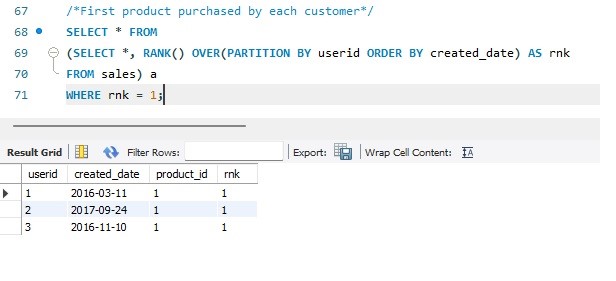 67 /*First product purchased by each customer*/
68 SELECT * FROM
69 (SELECT *, RANK() OVER(PARTITION BY userid ORDER BY created_date) AS rnk
70 FROM sales) a
71 WHERE rnk = 1;
Result Grid Filter Rows: Export: Wrap Cell Content: IA
userid created_date product_id rnk
1 2016-03-11 1 1
2 2017-09-24 1 1
3 2016-11-10 1 1